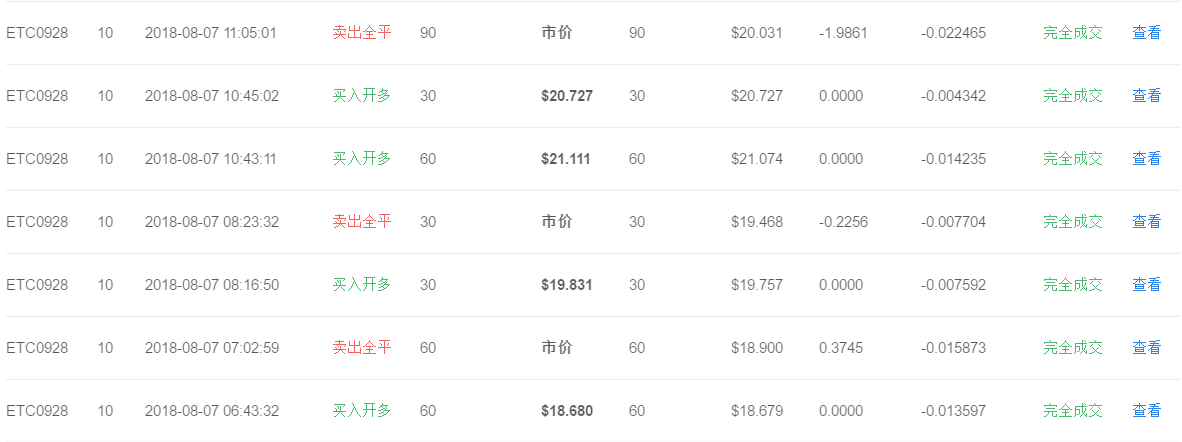 ETC0928 10 2018-08-07 11:05:01 卖出全平 90 市价 90 $20.031 -1.9861 -0.022465 完全成交 查看
ETC0928 10 2018-08-07 10:45:02 买入开多 30 $20.727 30 $20.727 0.0000 -0.004342 完全成交 查看
ETC0928 10 2018-08-07 10:43:11 买入开多 60 $21.111 60 $21.074 0.0000 -0.014235 完全成交 查看
ETC0928 10 2018-08-07 08:23:32 卖出全平 30 市价 30 $19.468 -0.2256 -0.007704 完全成交 查看
ETC0928 10 2018-08-07 08:16:50 买入开多 30 $19.831 30 $19.757 0.0000 -0.007592 完全成交 查看
ETC0928 10 2018-08-07 07:02:59 卖出全平 60 市价 60 $18.900 0.3745 -0.015873 完全成交 查看
ETC0928 10 2018-08-07 06:43:32 买入开多 60 $18.680 60 $18.679 0.0000 -0.013597 完全成交 查看